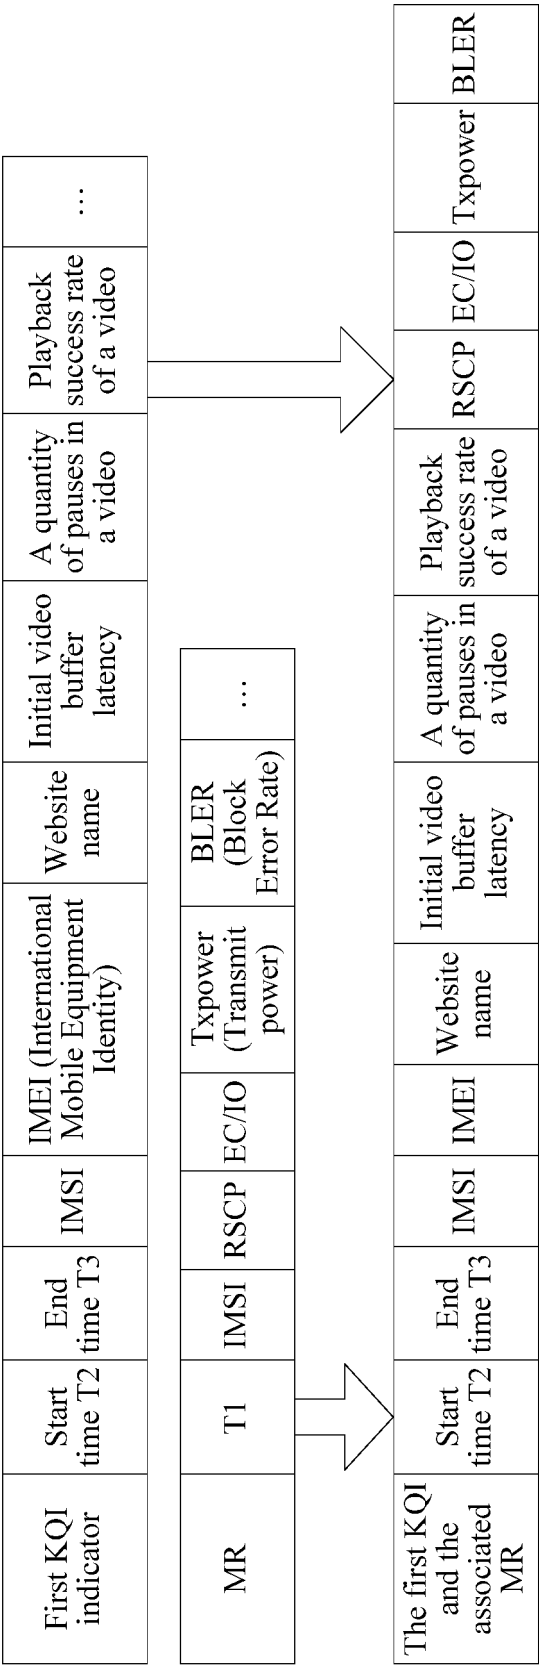 First KQI
indicator
Start
time T2
End
time T3
IMSI
IMEI (International
Mobile Equipment
Identity)
Website
name
Initial video
buffer
latency
A quantity
of pauses in
a video
Playback
success rate
of a video
...
MR
T1
IMSI
RSCP
EC/IO
Txpower
(Transmit
power)
BLER
(Block
Error Rate)
...
The first KQI
and the
associated
MR
Start
time T2
End
time T3
IMSI
IMEI
Website
name
Initial video
buffer
latency
A quantity
of pauses in
a video
Playback
success rate
of a video
RSCP
EC/IO
Txpower
BLER